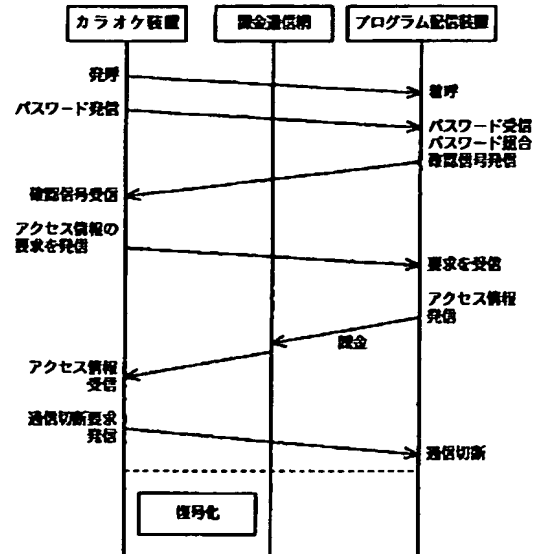 カラオケ装置
課金通信網
プログラム配信装置
発呼
着呼
パスワード発信
パスワード受信
パスワード照合
確認信号発信
確認信号受信
アクセス情報の
要求を発信
要求を受信
アクセス情報
発信
課金
アクセス情報
受信
通信切断要求
発信
通信切断
復号化